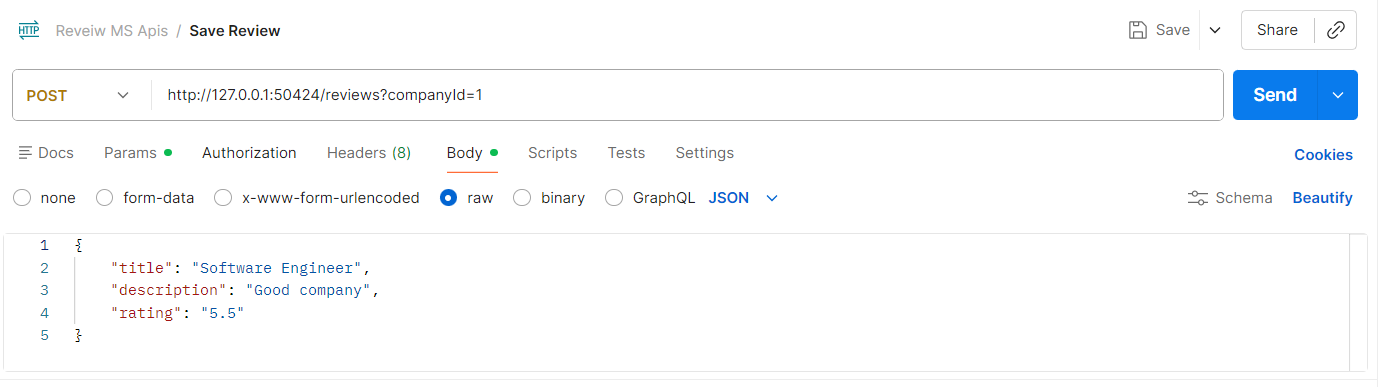 HTTP Reveiw MS Apis / Save Review Save Share
POST http://127.0.0.1:50424/reviews?companyId=1 Send
Docs Params Authorization Headers (8) Body Scripts Tests Settings Cookies
none form-data x-www-form-urlencoded raw binary GraphQL JSON Schema Beautify
1 {
2 "title": "Software Engineer",
3 "description": "Good company",
4 "rating": "5.5"
5 }